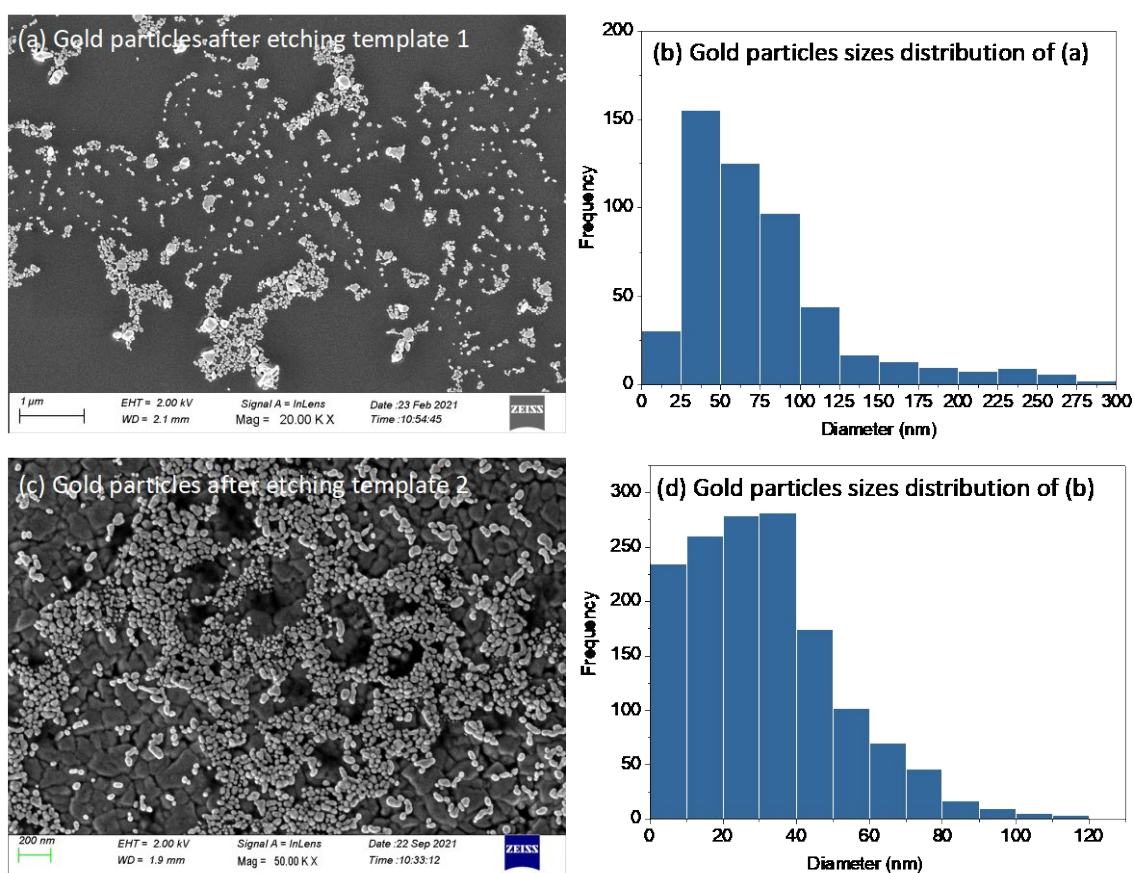 (a) Gold particles after etching template 1
1 µm
EHT = 2.00 kV
WD = 2.1 mm
Signal A = InLens
Mag = 20.00 K X
Date :23 Feb 2021
Time :10:54:45
ZEISS
(b) Gold particles sizes distribution of (a)
200
150
100
50
0
Frequency
0 25 50 75 100 125 150 175 200 225 250 275 300
Diameter (nm)
(c) Gold particles after etching template 2
200 nm
EHT = 2.00 kV
WD = 1.9 mm
Signal A = InLens
Mag = 50.00 K X
Date :22 Sep 2021
Time :10:33:12
ZEISS
(d) Gold particles sizes distribution of (b)
300
250
200
150
100
50
0
Frequency
0 20 40 60 80 100 120
Diameter (nm)